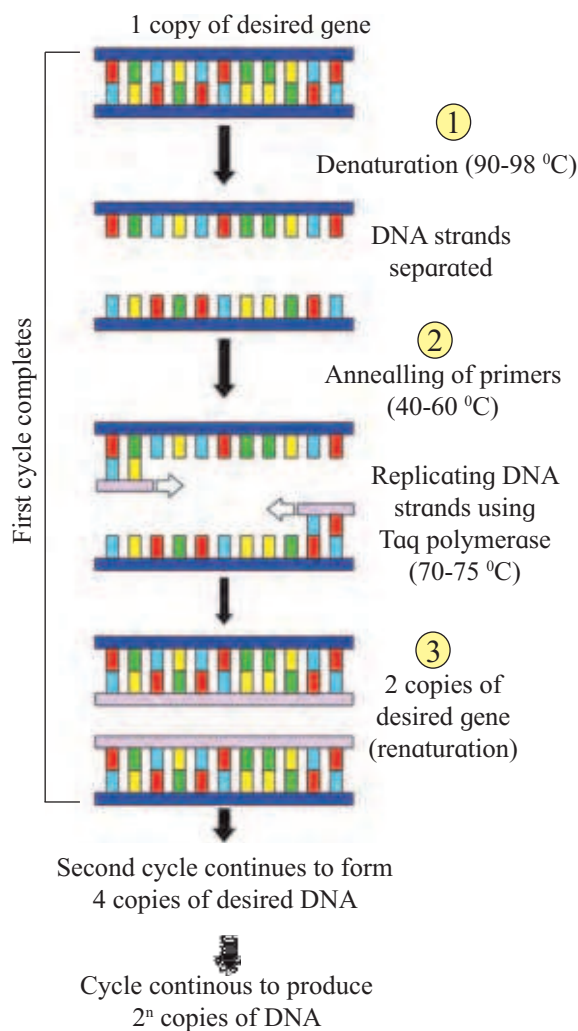 1 copy of desired gene
1
Denaturation (90-98 ⁰C)
DNA strands
separated
2
Annealling of primers
(40-60 ⁰C)
First cycle completes
Replicating DNA
strands using
Taq polymerase
(70-75 ⁰C)
3
2 copies of
desired gene
(renaturation)
Second cycle continues to form
4 copies of desired DNA
Cycle continous to produce
2ⁿ copies of DNA